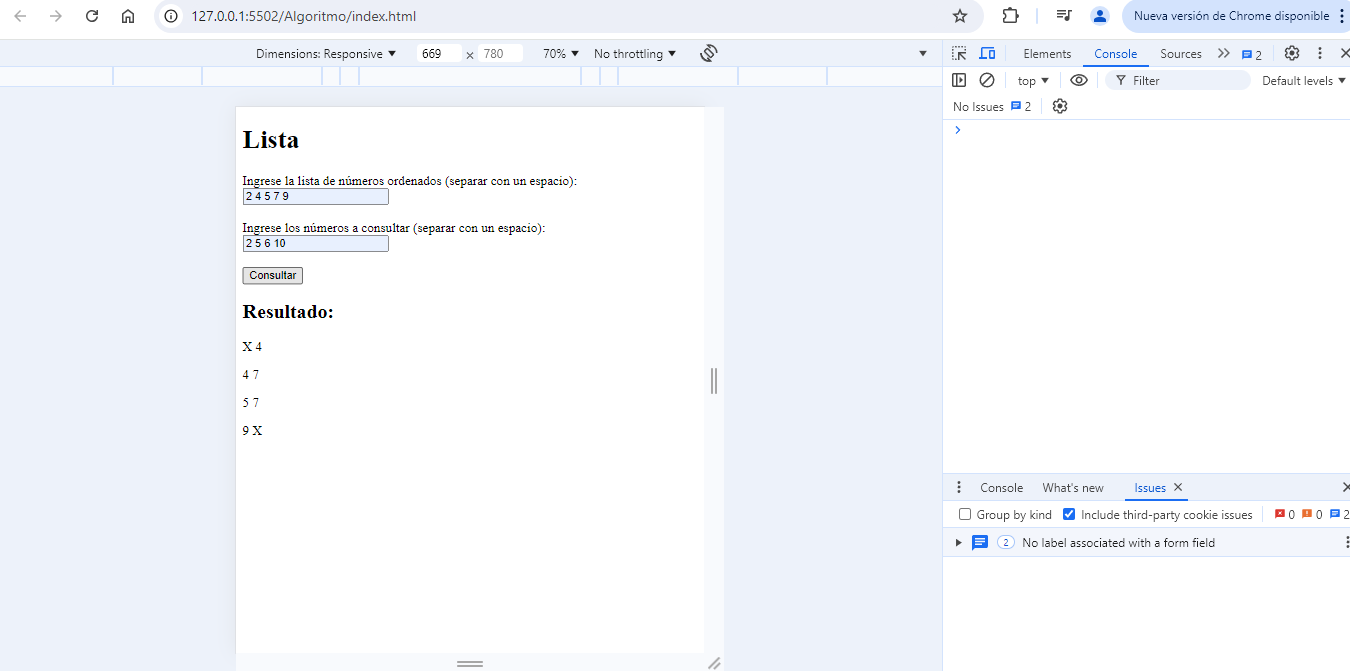 127.0.0.1:5502/Algoritmo/index.html
Nueva versión de Chrome disponible
Dimensions: Responsive 669 x 780 70% No throttling
Elements Console Sources 2
top Filter Default levels
No Issues 2
Lista
Ingrese la lista de números ordenados (separar con un espacio):
2 4 5 7 9
Ingrese los números a consultar (separar con un espacio):
2 5 6 10
Consultar
Resultado:
X 4
4 7
5 7
9 X
Console What's new Issues
Group by kind Include third-party cookie issues 0 0 2
2 No label associated with a form field